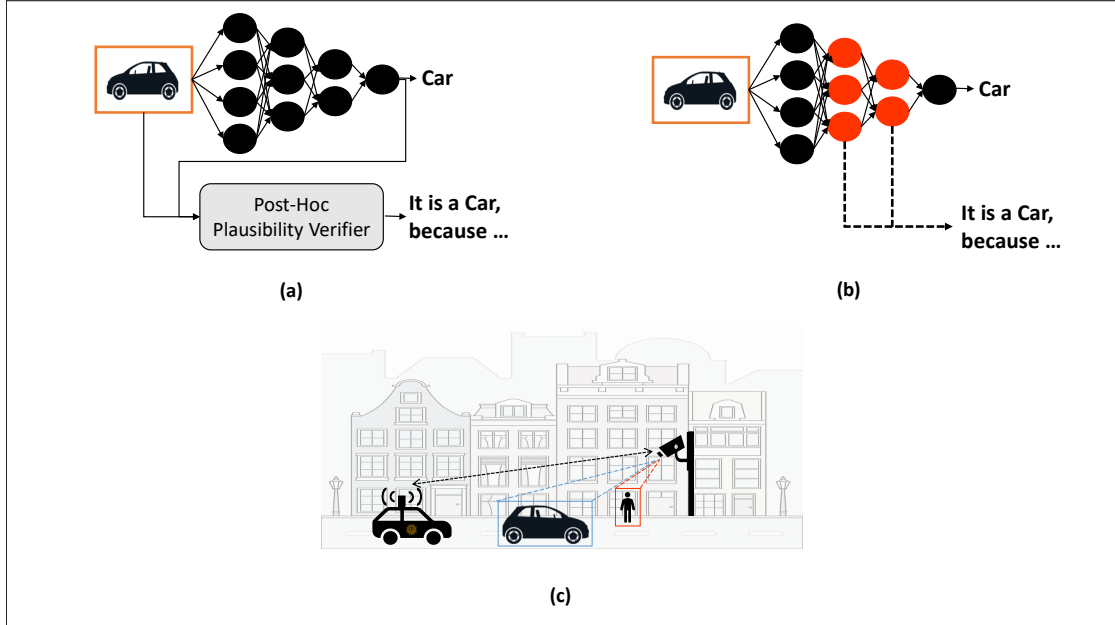 Car
Post-Hoc
Plausibility Verifier
It is a Car,
because ...
(a)
Car
It is a Car,
because ...
(b)
(c)